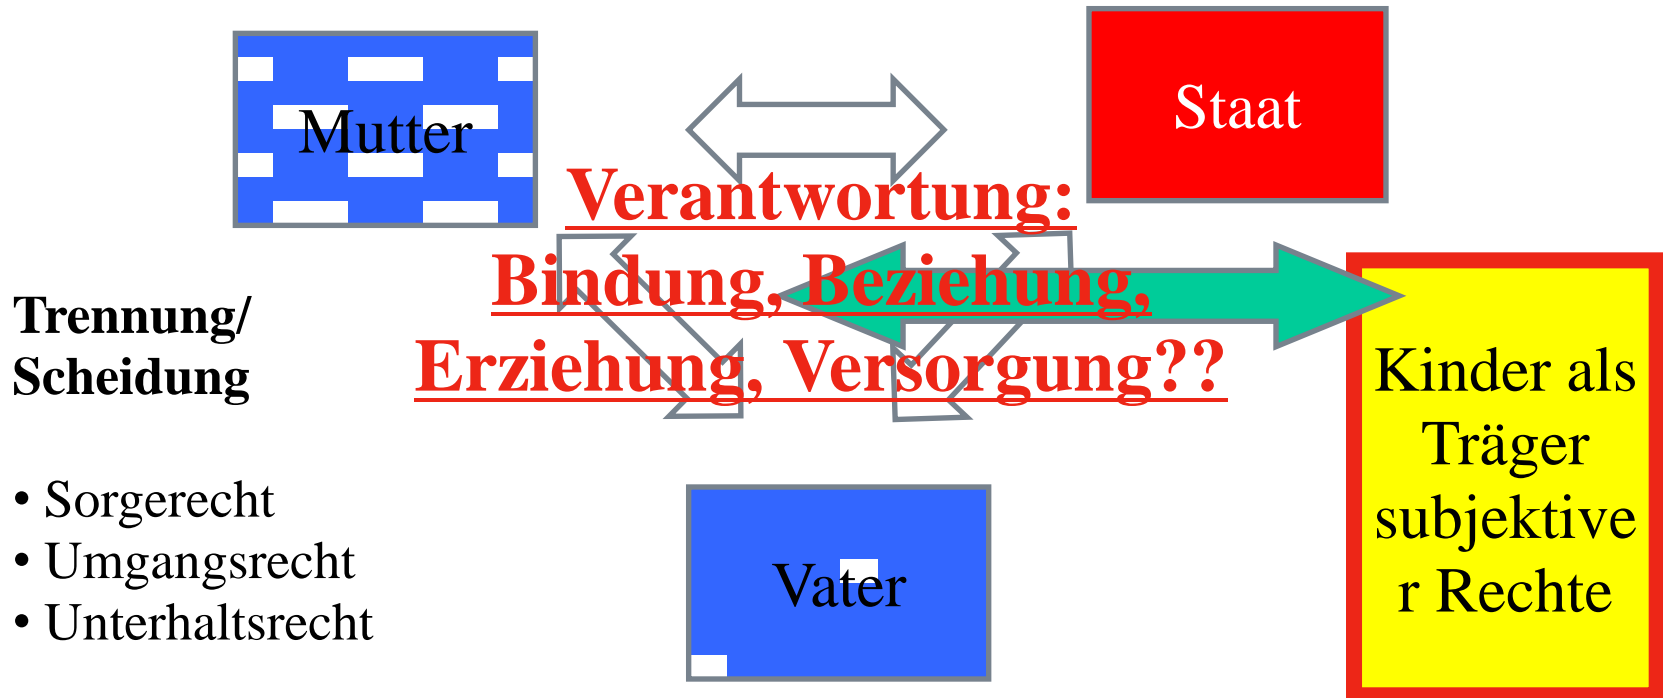 Mutter
Staat
Verantwortung:
Bindung, Beziehung,
Erziehung, Versorgung??
Trennung/
Scheidung
• Sorgerecht
• Umgangsrecht
• Unterhaltsrecht
Vater
Kinder als
Träger
subjektive
r Rechte